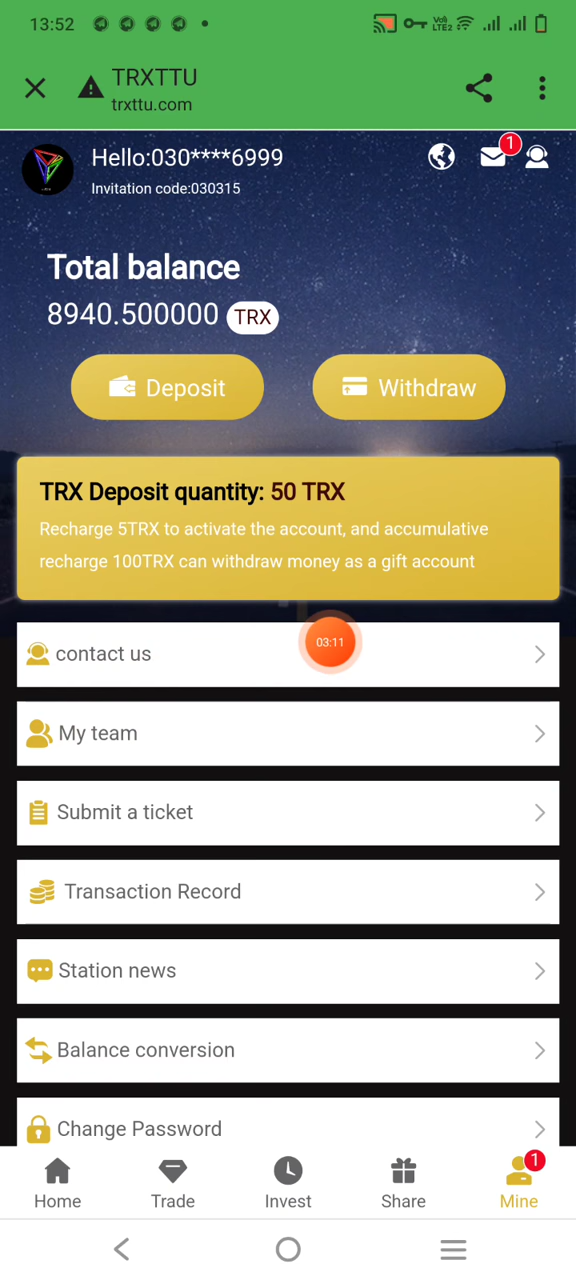 13:52
Vo)
LTE2
TRXTTU
trxttu.com
Hello:030****6999
1
Invitation code:030315
Total balance
8940.500000 TRX
Deposit
Withdraw
TRX Deposit quantity: 50 TRX
Recharge 5TRX to activate the account, and accumulative
recharge 100TRX can withdraw money as a gift account
03:11
contact us
My team
Submit a ticket
Transaction Record
Station news
Balance conversion
Change Password
1
Home
Trade
Invest
Share
Mine